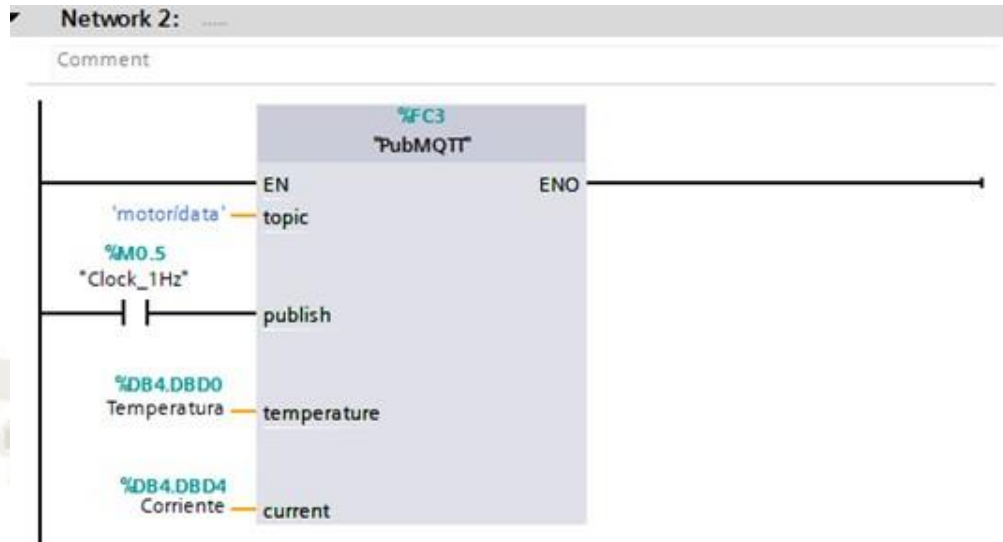 Network 2: .....
Comment
%FC3
"PubMQTT"
EN ENO
'motor/data' topic
%M0.5
"Clock_1Hz"
publish
%DB4.DBD0
Temperatura temperature
%DB4.DBD4
Corriente current